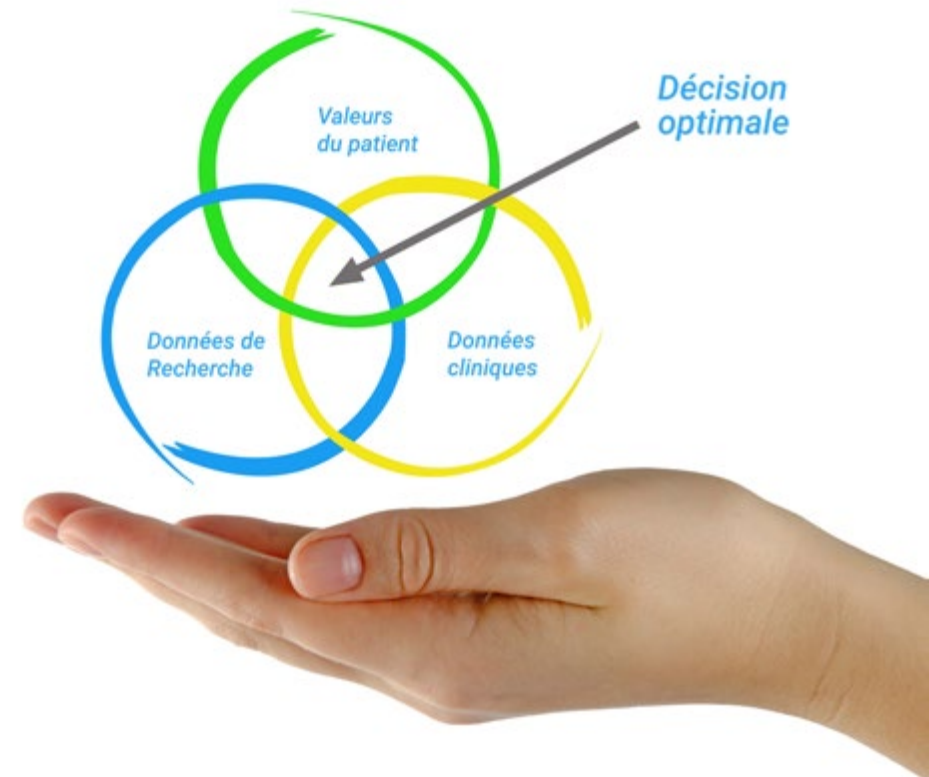 Valeurs
du patient
Décision
optimale
Données de
Recherche
Données
cliniques